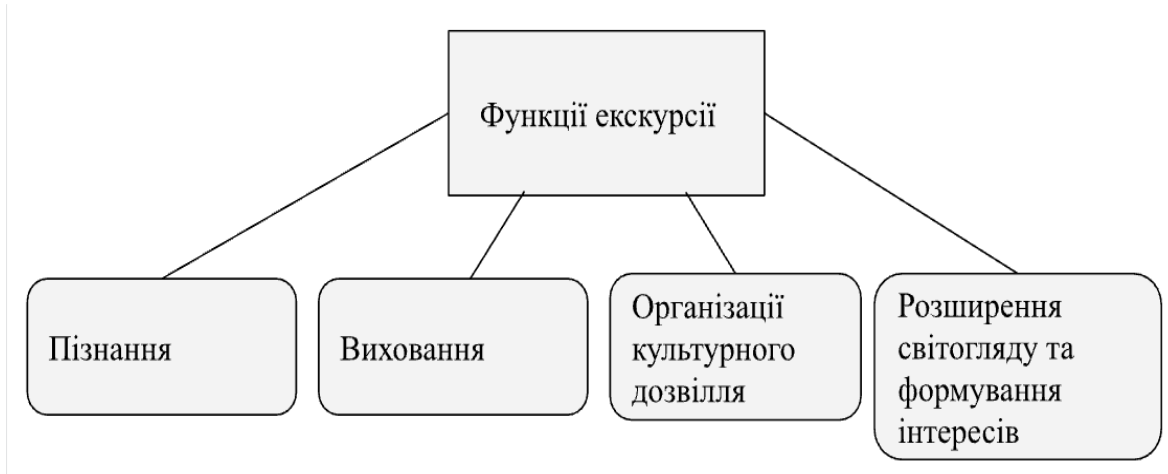 Функції екскурсії
Пізнання
Виховання
Організації
культурного
дозвілля
Розширення
світогляду та
формування
інтересів